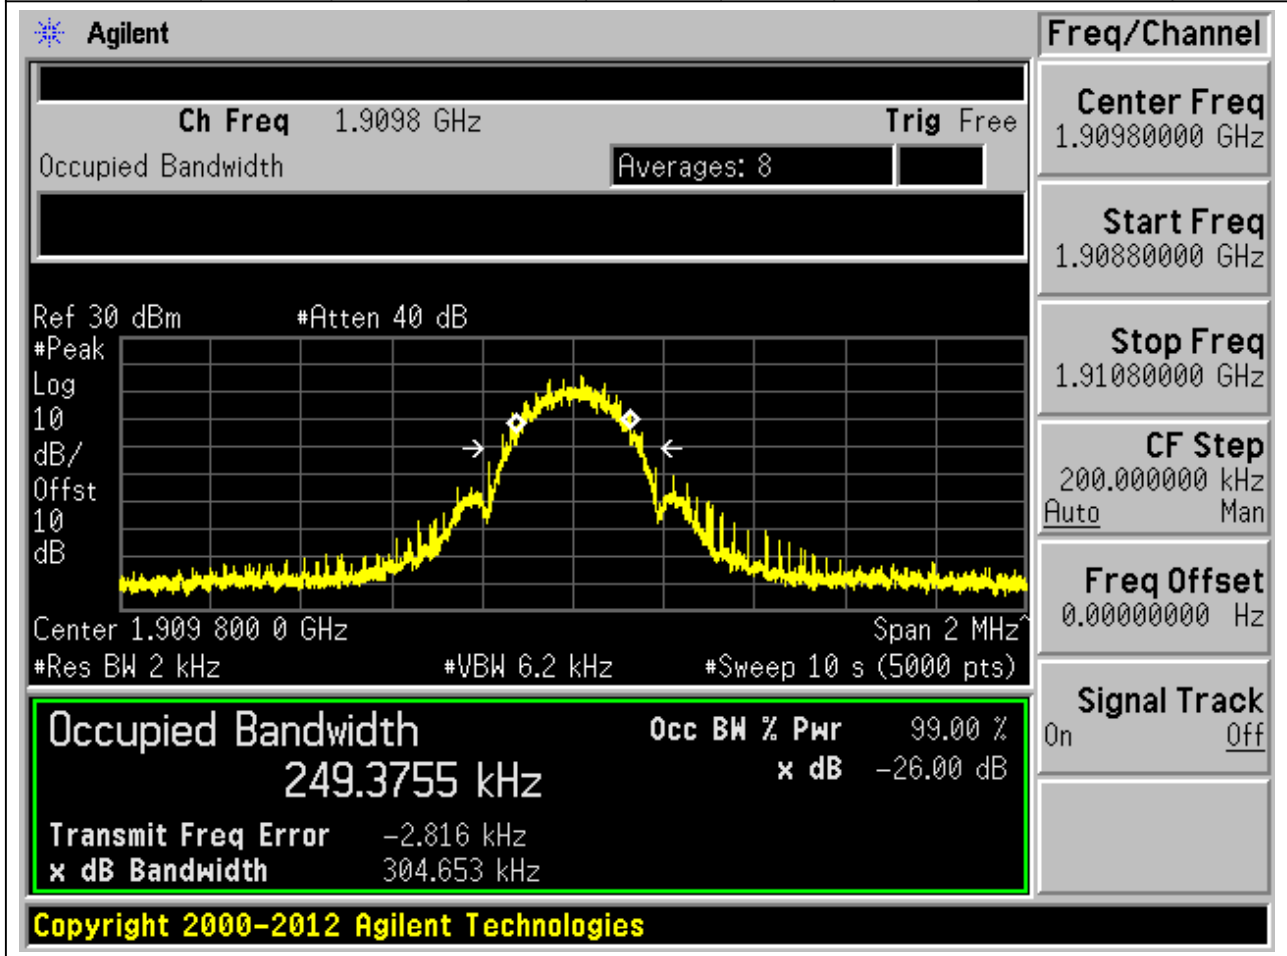 Agilent
Freq/Channel
Ch Freq 1.9098 GHz Trig Free
Occupied Bandwidth Averages: 8
Center Freq
1.90980000 GHz
Start Freq
1.90880000 GHz
Stop Freq
1.91080000 GHz
CF Step
200.000000 kHz
Auto Man
Freq Offset
0.00000000 Hz
Signal Track
On Off
Ref 30 dBm #Atten 40 dB
#Peak
Log
10
dB/
Offst
10
dB
Center 1.909 800 0 GHz Span 2 MHz^
#Res BW 2 kHz #VBW 6.2 kHz #Sweep 10 s (5000 pts)
Occupied Bandwidth Occ BW % Pwr 99.00 %
249.3755 kHz x dB -26.00 dB
Transmit Freq Error -2.816 kHz
x dB Bandwidth 304.653 kHz
Copyright 2000-2012 Agilent Technologies